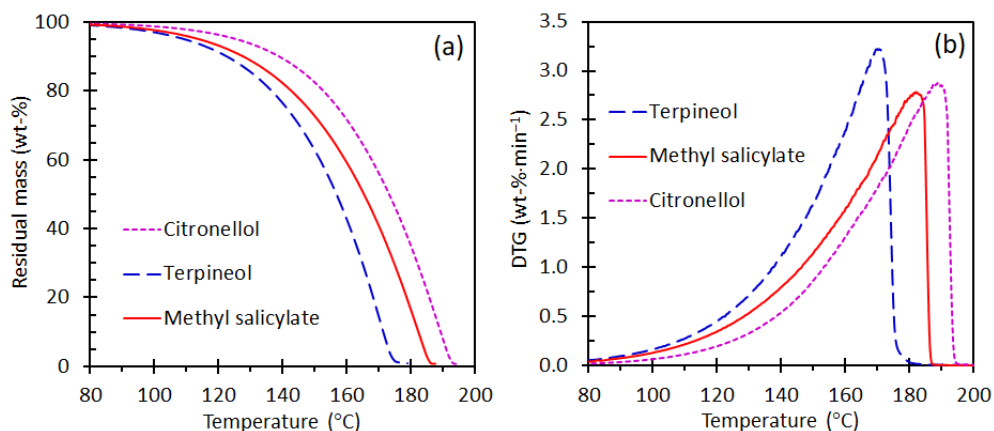 (a)
Residual mass (wt-%)
100
80
60
40
20
0
Citronellol
Terpineol
Methyl salicylate
80 100 120 140 160 180 200
Temperature (°C)
(b)
DTG (wt-%·min⁻¹)
3.5
3.0
2.5
2.0
1.5
1.0
0.5
0.0
Terpineol
Methyl salicylate
Citronellol
80 100 120 140 160 180 200
Temperature (°C)